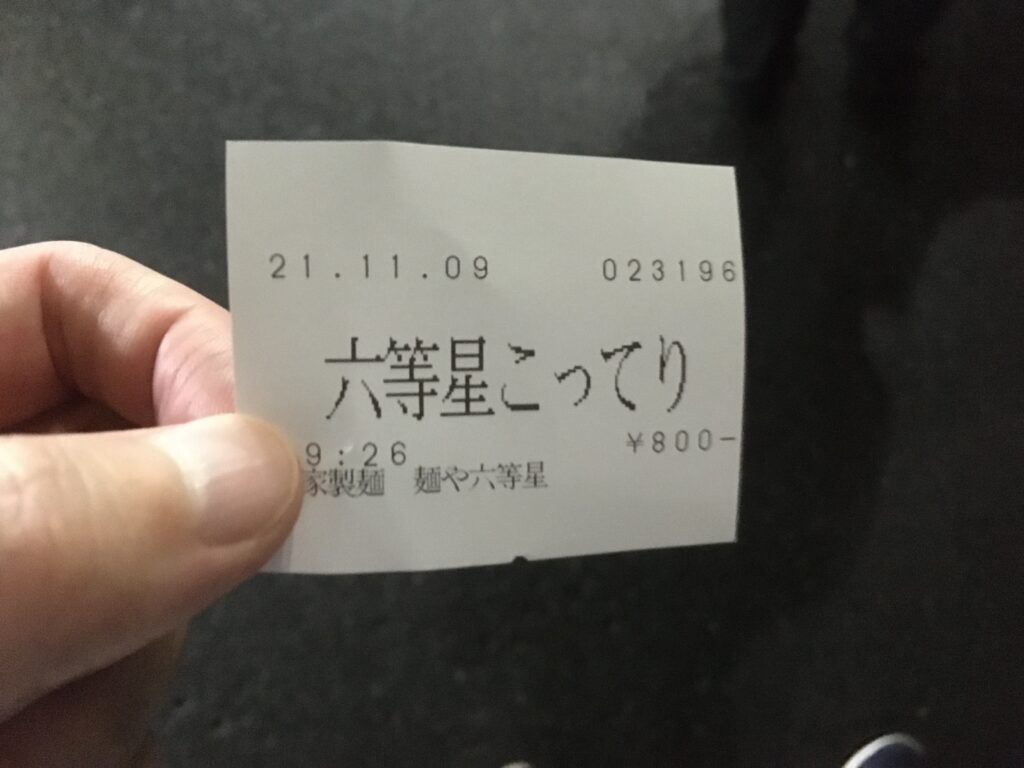 21.11.09 023196
六等星こってり
9:26 ¥800-
家製麺 麺や六等星